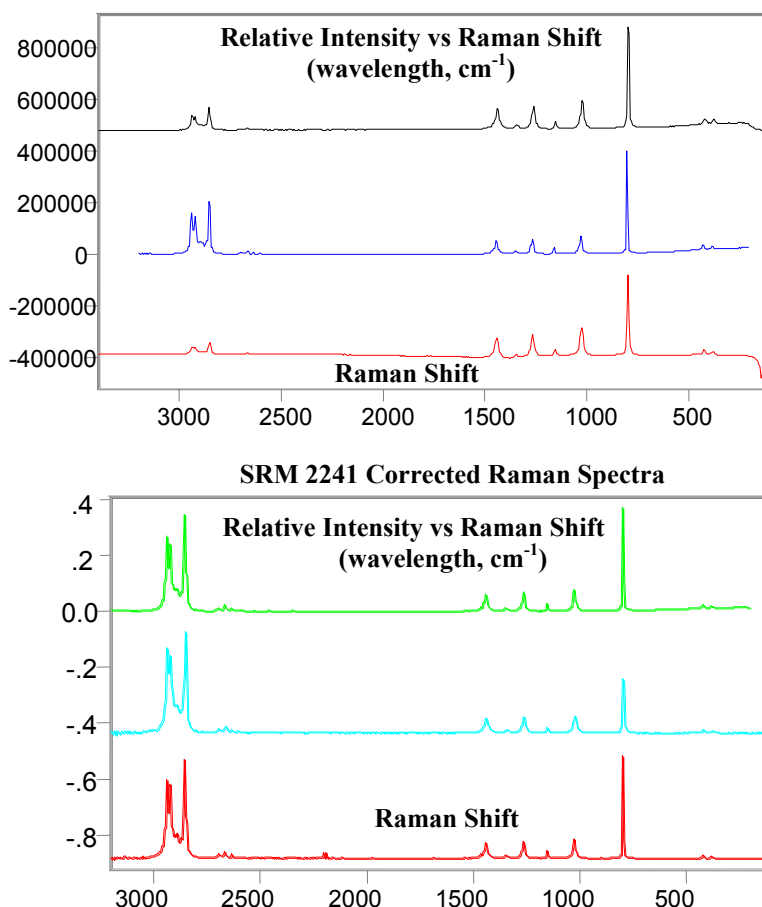 Relative Intensity vs Raman Shift
(wavelength, cm-1)
800000
600000
400000
200000
0
-200000
-400000
Raman Shift
3000 2500 2000 1500 1000 500
SRM 2241 Corrected Raman Spectra
.4
Relative Intensity vs Raman Shift
(wavelength, cm-1)
.2
0.0
-.2
-.4
-.6
-.8
Raman Shift
3000 2500 2000 1500 1000 500